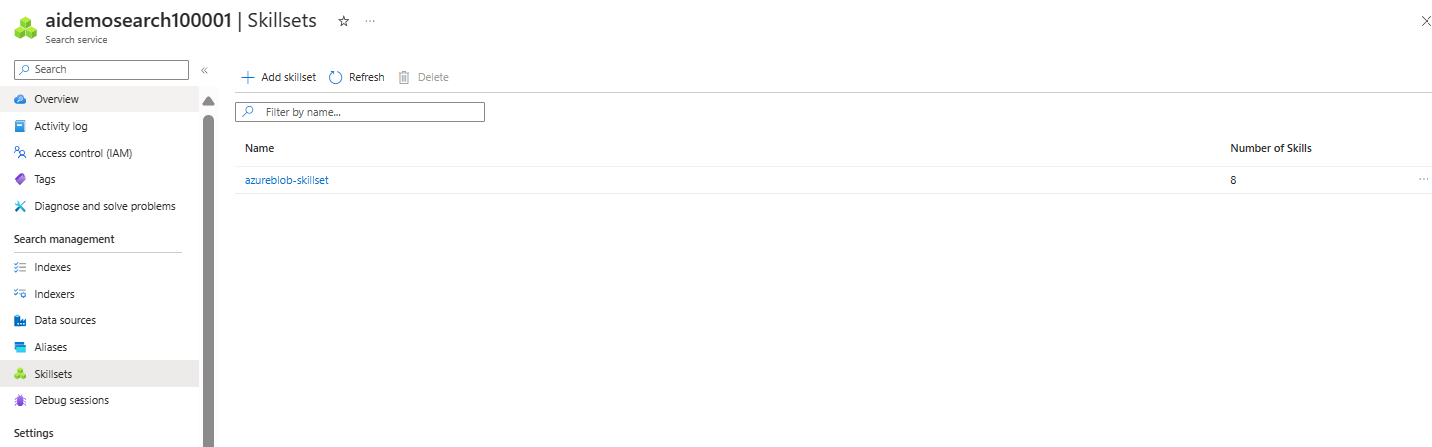 aidemosearch100001 | Skillsets
Search service
Search
Overview
Activity log
Access control (IAM)
Tags
Diagnose and solve problems
Search management
Indexes
Indexers
Data sources
Aliases
Skillsets
Debug sessions
Settings
Add skillset Refresh Delete
Filter by name...
Name Number of Skills
azureblob-skillset 8